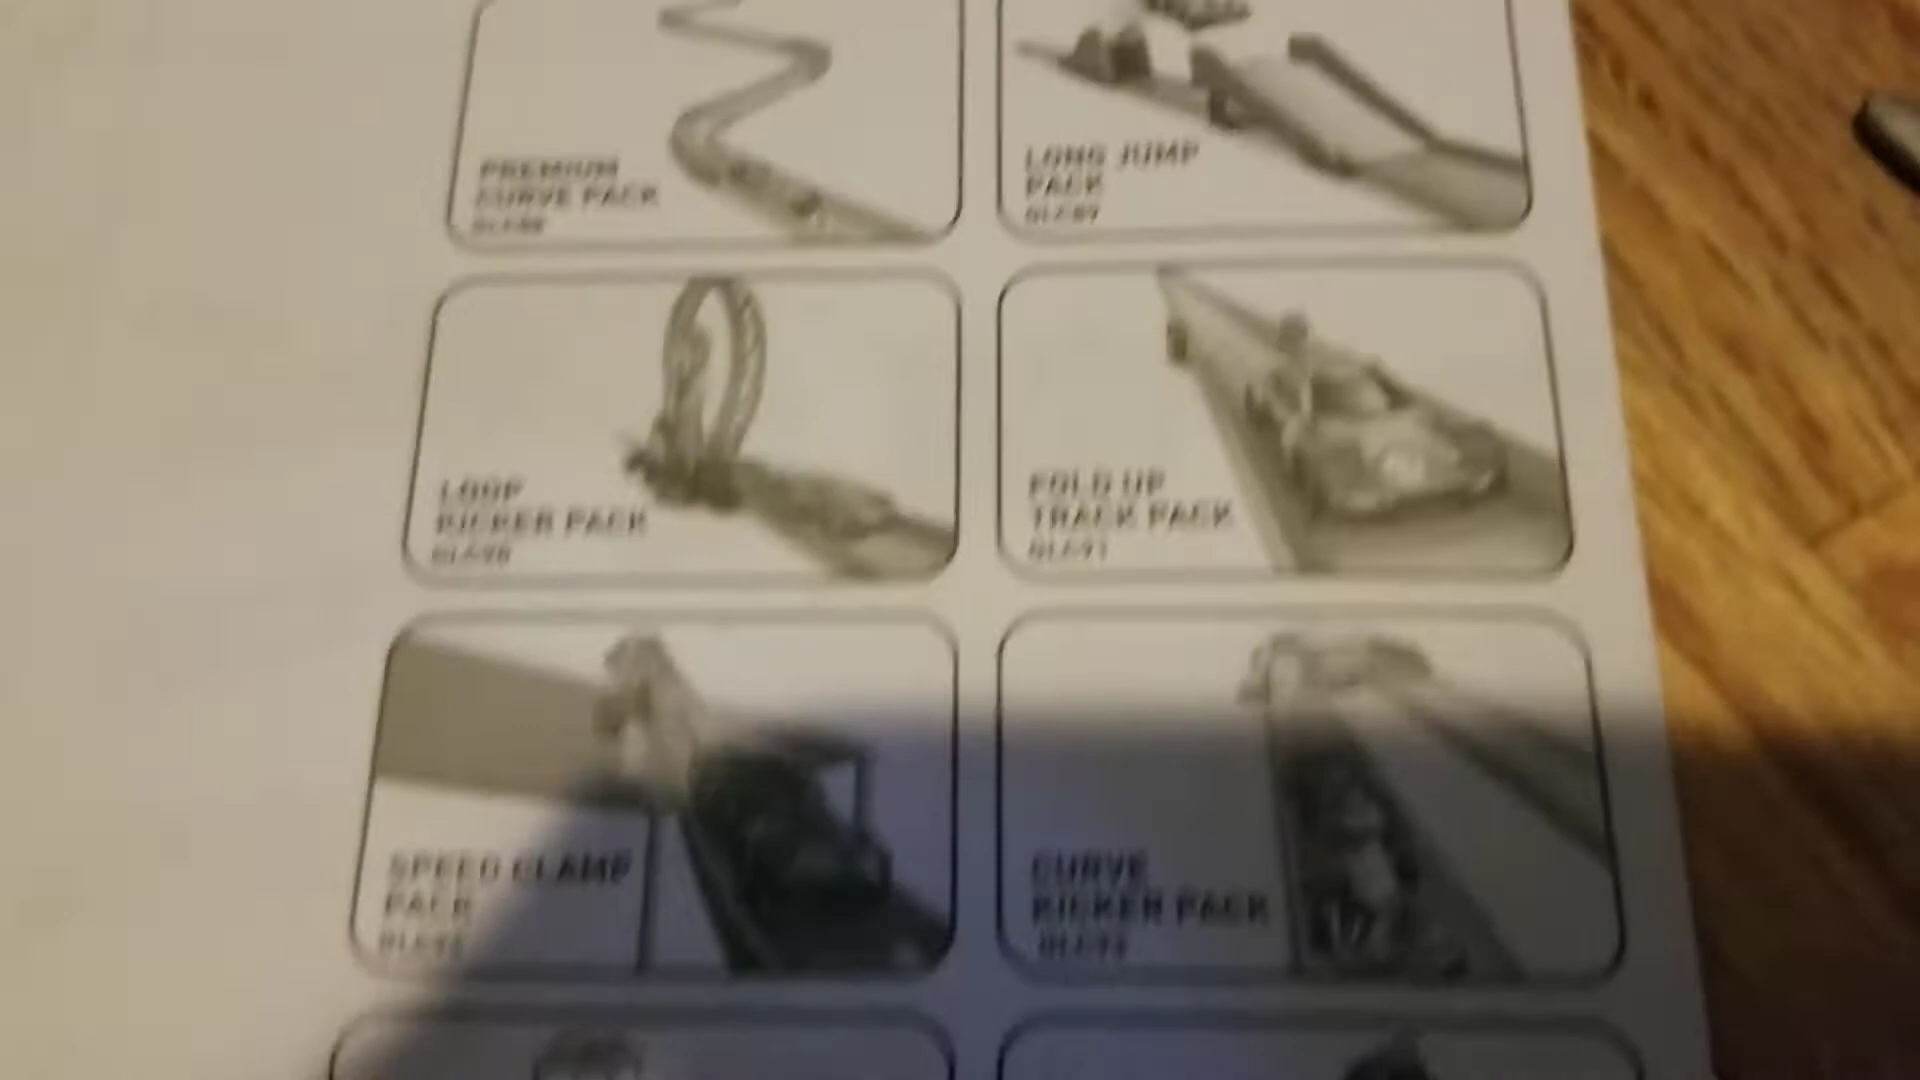 PREMIUM
CURVE PACK
LONG JUMP
PACK
LOOP
KICKER PACK
FOLD UP
TRACK PACK
SPEED CLAMP
PACK
CURVE
KICKER PACK